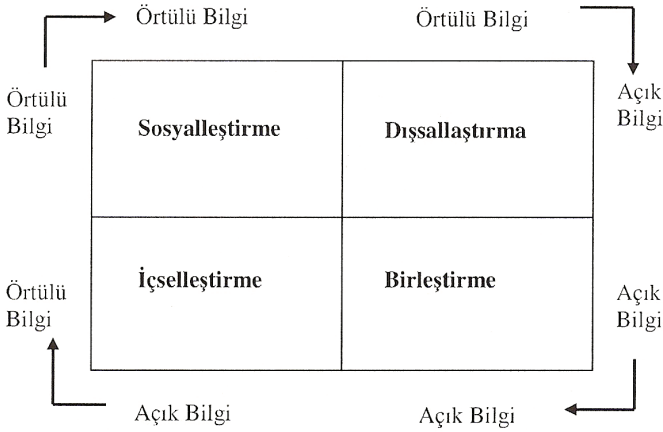 Örtülü Bilgi
Örtülü Bilgi
Örtülü
Bilgi
Açık
Bilgi
Sosyalleştirme
Dışsallaştırma
İçselleştirme
Birleştirme
Örtülü
Bilgi
Açık
Bilgi
Açık Bilgi
Açık Bilgi